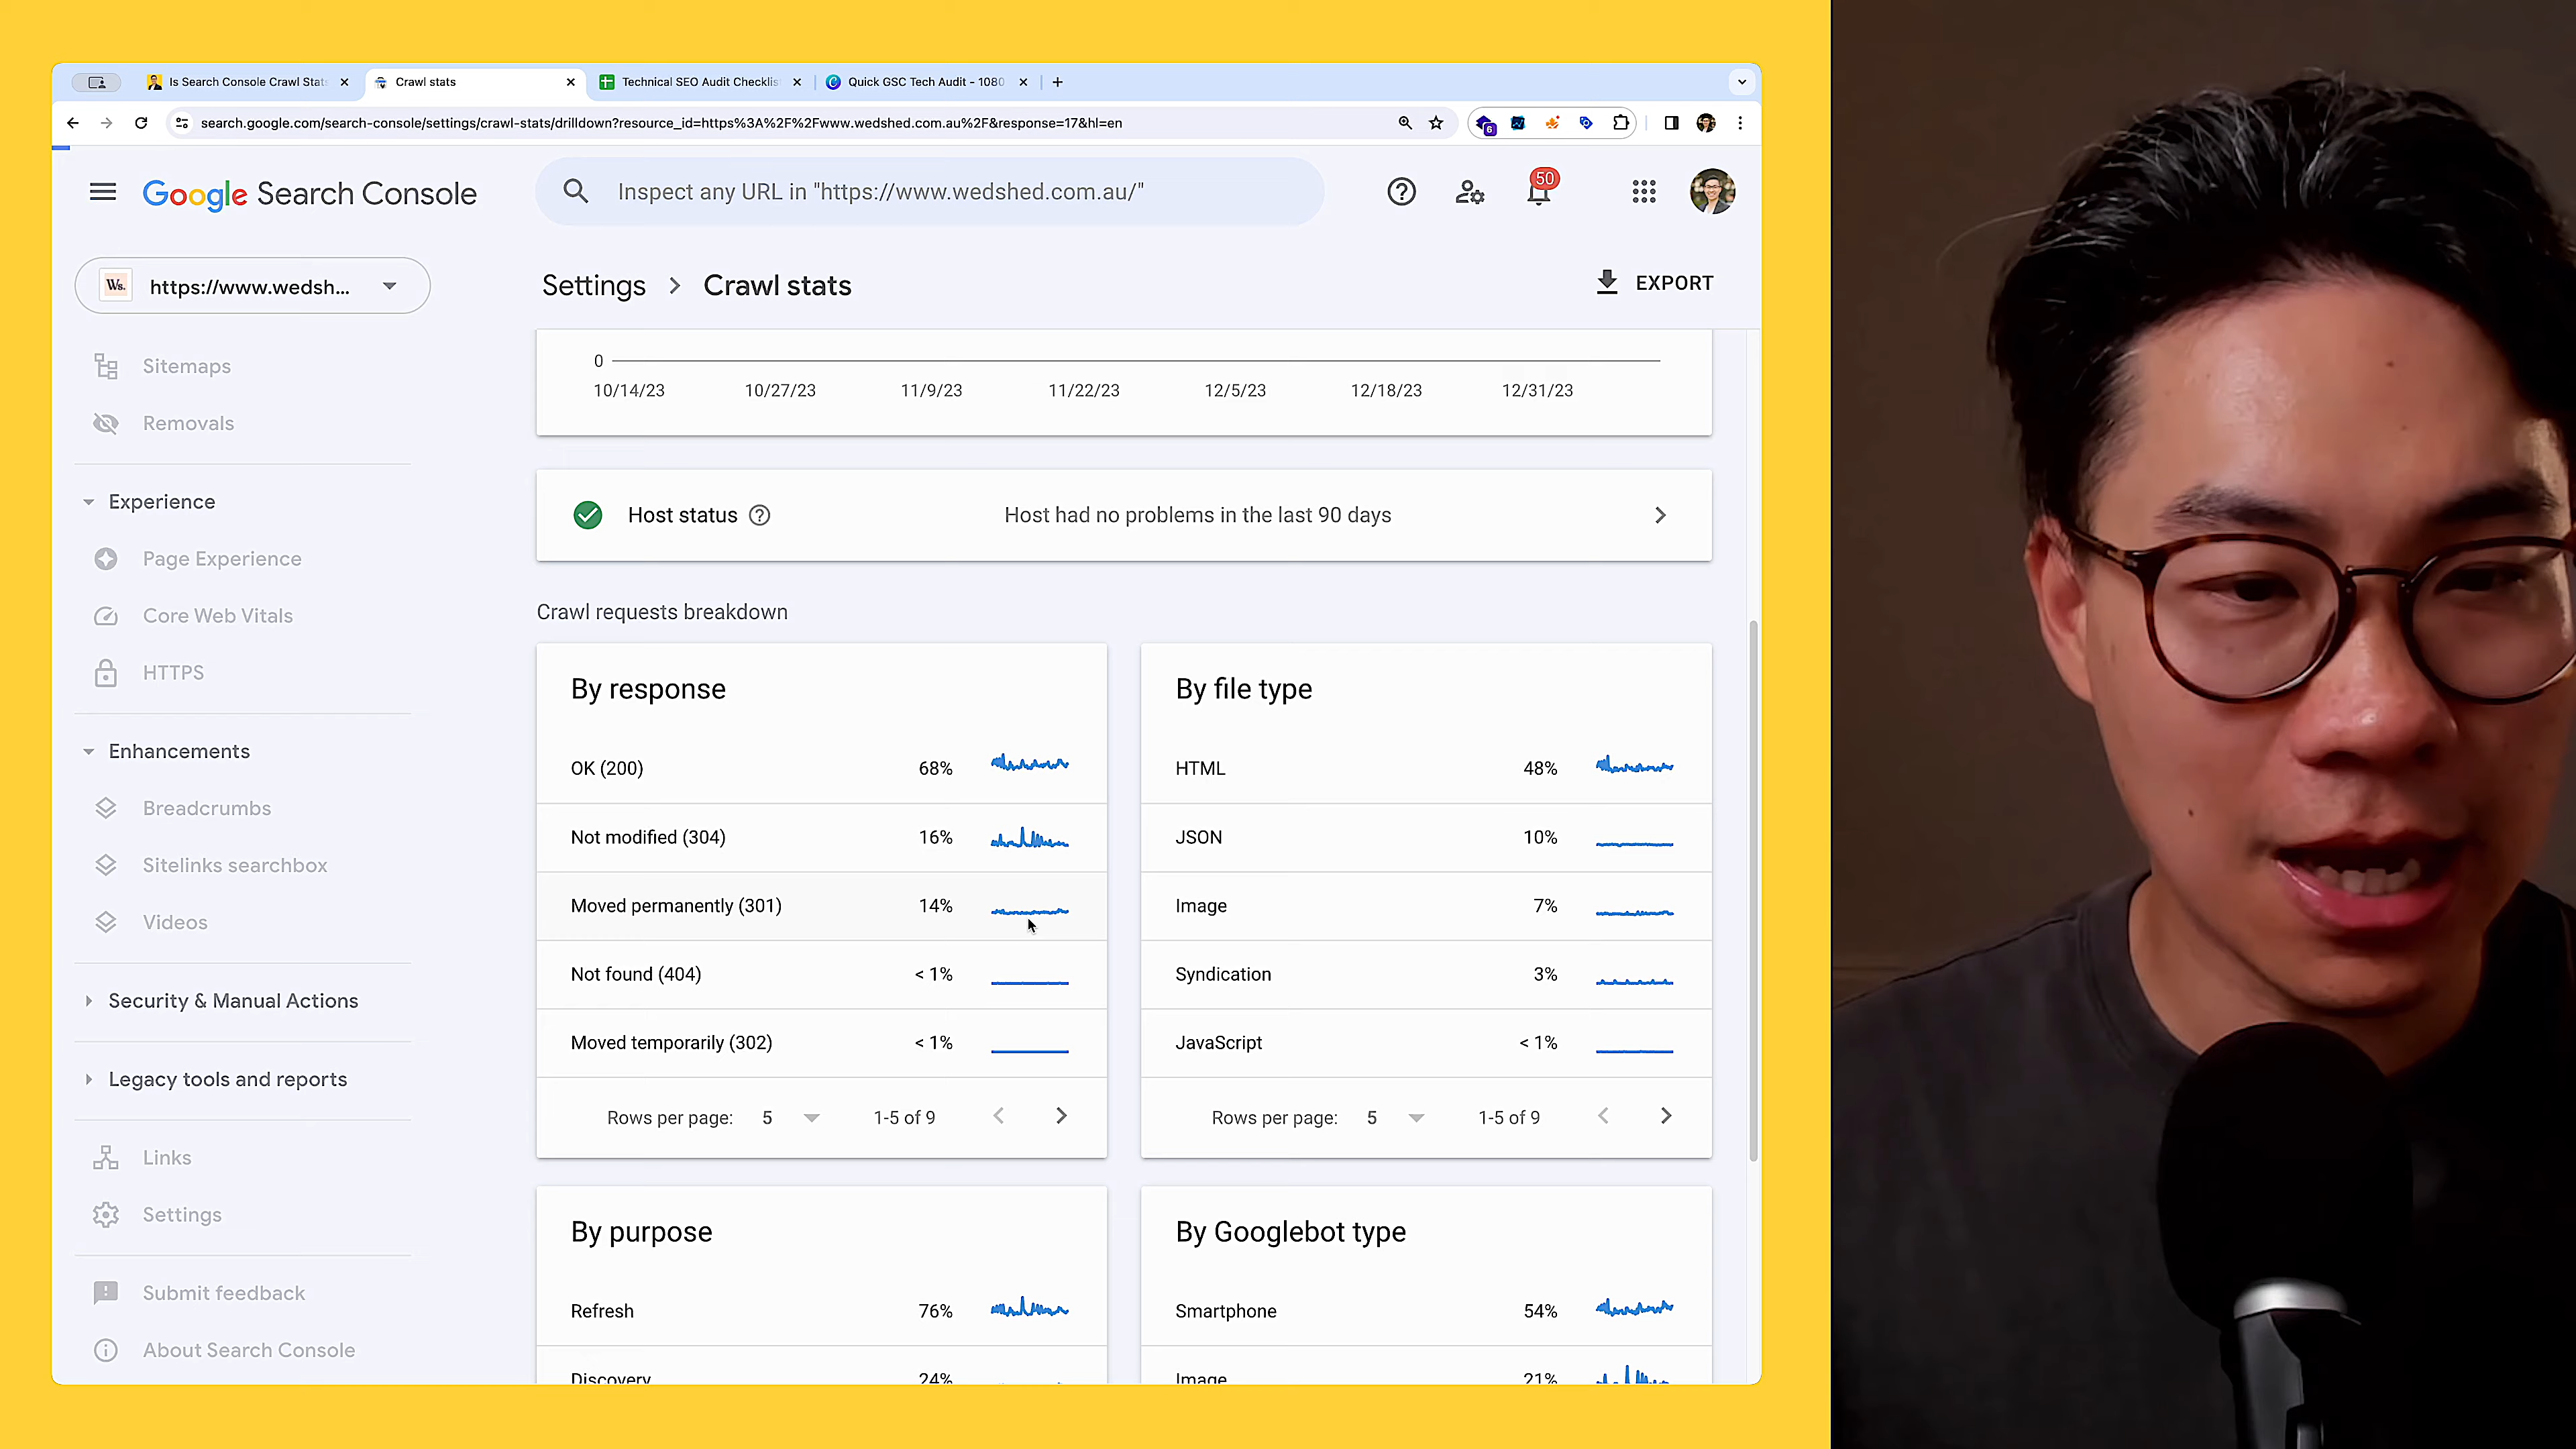 Is Search Console Crawl Stats
Crawl stats
Technical SEO Audit Checklis
Quick GSC Tech Audit - 1080
search.google.com/search-console/settings/crawl-stats/drilldown?resource_id=https%3A%2F%2Fwww.wedshed.com.au%2F&response=17&hl=en
6
Google Search Console
Inspect any URL in "https://www.wedshed.com.au/"
50
Ws.
https://www.wedsh...
Settings > Crawl stats
EXPORT
Sitemaps
Removals
Experience
Page Experience
Core Web Vitals
HTTPS
Enhancements
Breadcrumbs
Sitelinks searchbox
Videos
Security & Manual Actions
Legacy tools and reports
Links
Settings
Submit feedback
About Search Console
0
10/14/23 10/27/23 11/9/23 11/22/23 12/5/23 12/18/23 12/31/23
Host status
Host had no problems in the last 90 days
Crawl requests breakdown
By response
OK (200) 68%
Not modified (304) 16%
Moved permanently (301) 14%
Not found (404) < 1%
Moved temporarily (302) < 1%
Rows per page: 5 1-5 of 9
By file type
HTML 48%
JSON 10%
Image 7%
Syndication 3%
JavaScript < 1%
Rows per page: 5 1-5 of 9
By purpose
Refresh 76%
Discovery 24%
By Googlebot type
Smartphone 54%
Image 21%